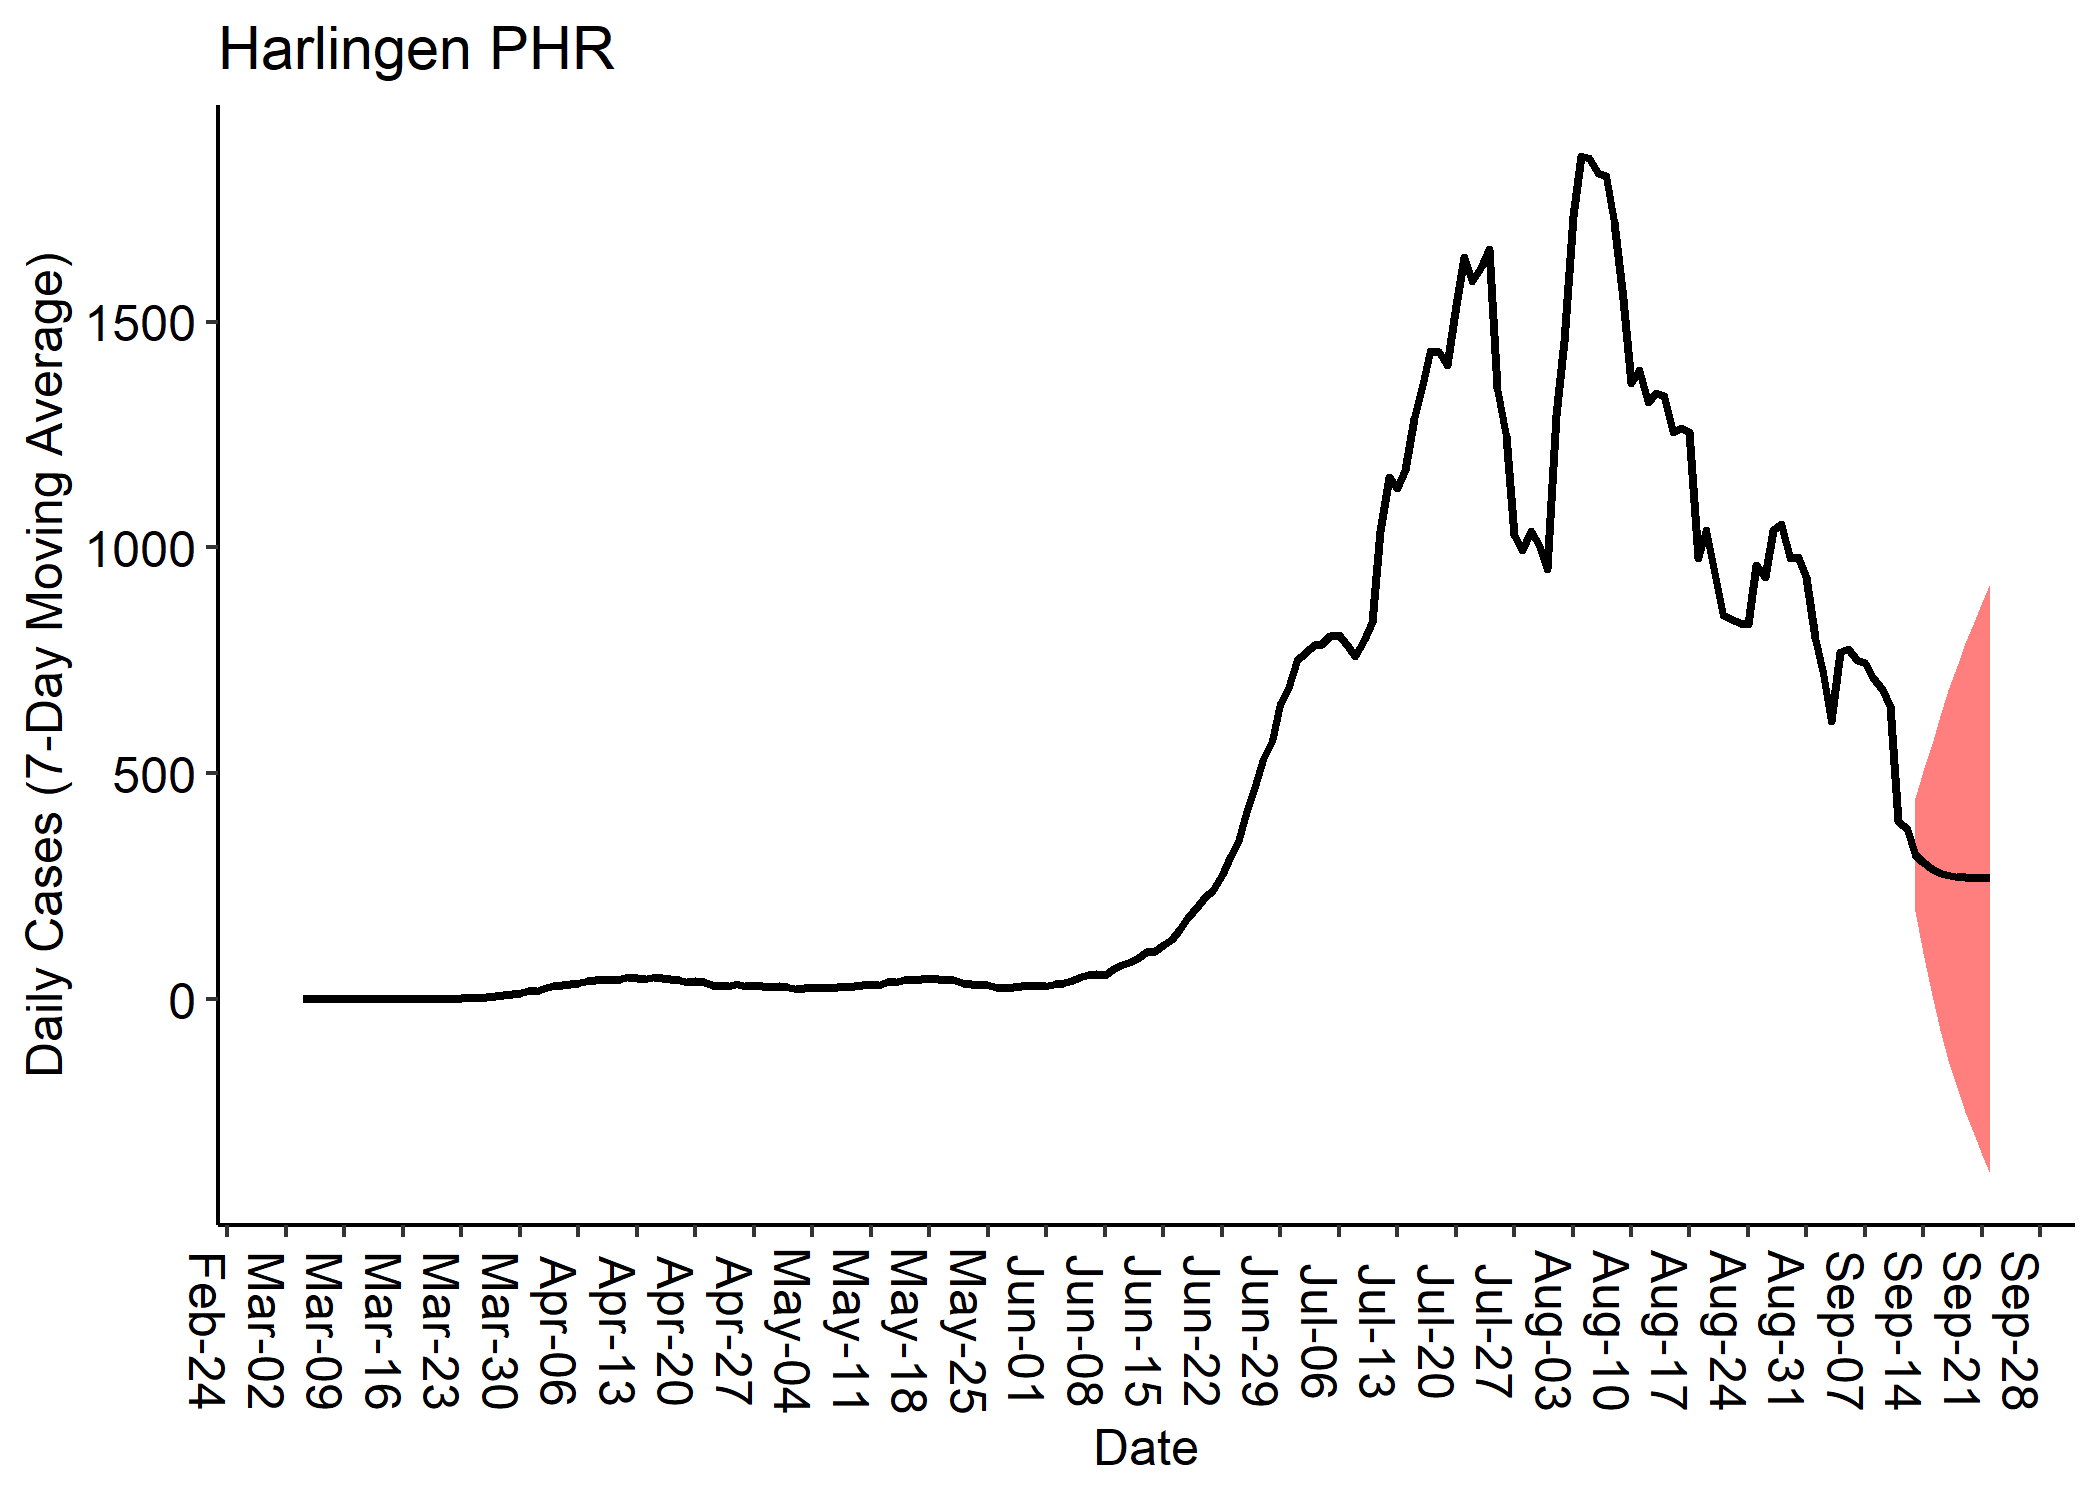 Harlingen PHR
Daily Cases (7-Day Moving Average)
1500
1000
500
0
Feb-24
Mar-02
Mar-09
Mar-16
Mar-23
Mar-30
Apr-06
Apr-13
Apr-20
Apr-27
May-04
May-11
May-18
May-25
Jun-01
Jun-08
Jun-15
Jun-22
Jun-29
Jul-06
Jul-13
Jul-20
Jul-27
Aug-03
Aug-10
Aug-17
Aug-24
Aug-31
Sep-07
Sep-14
Sep-21
Sep-28
Date